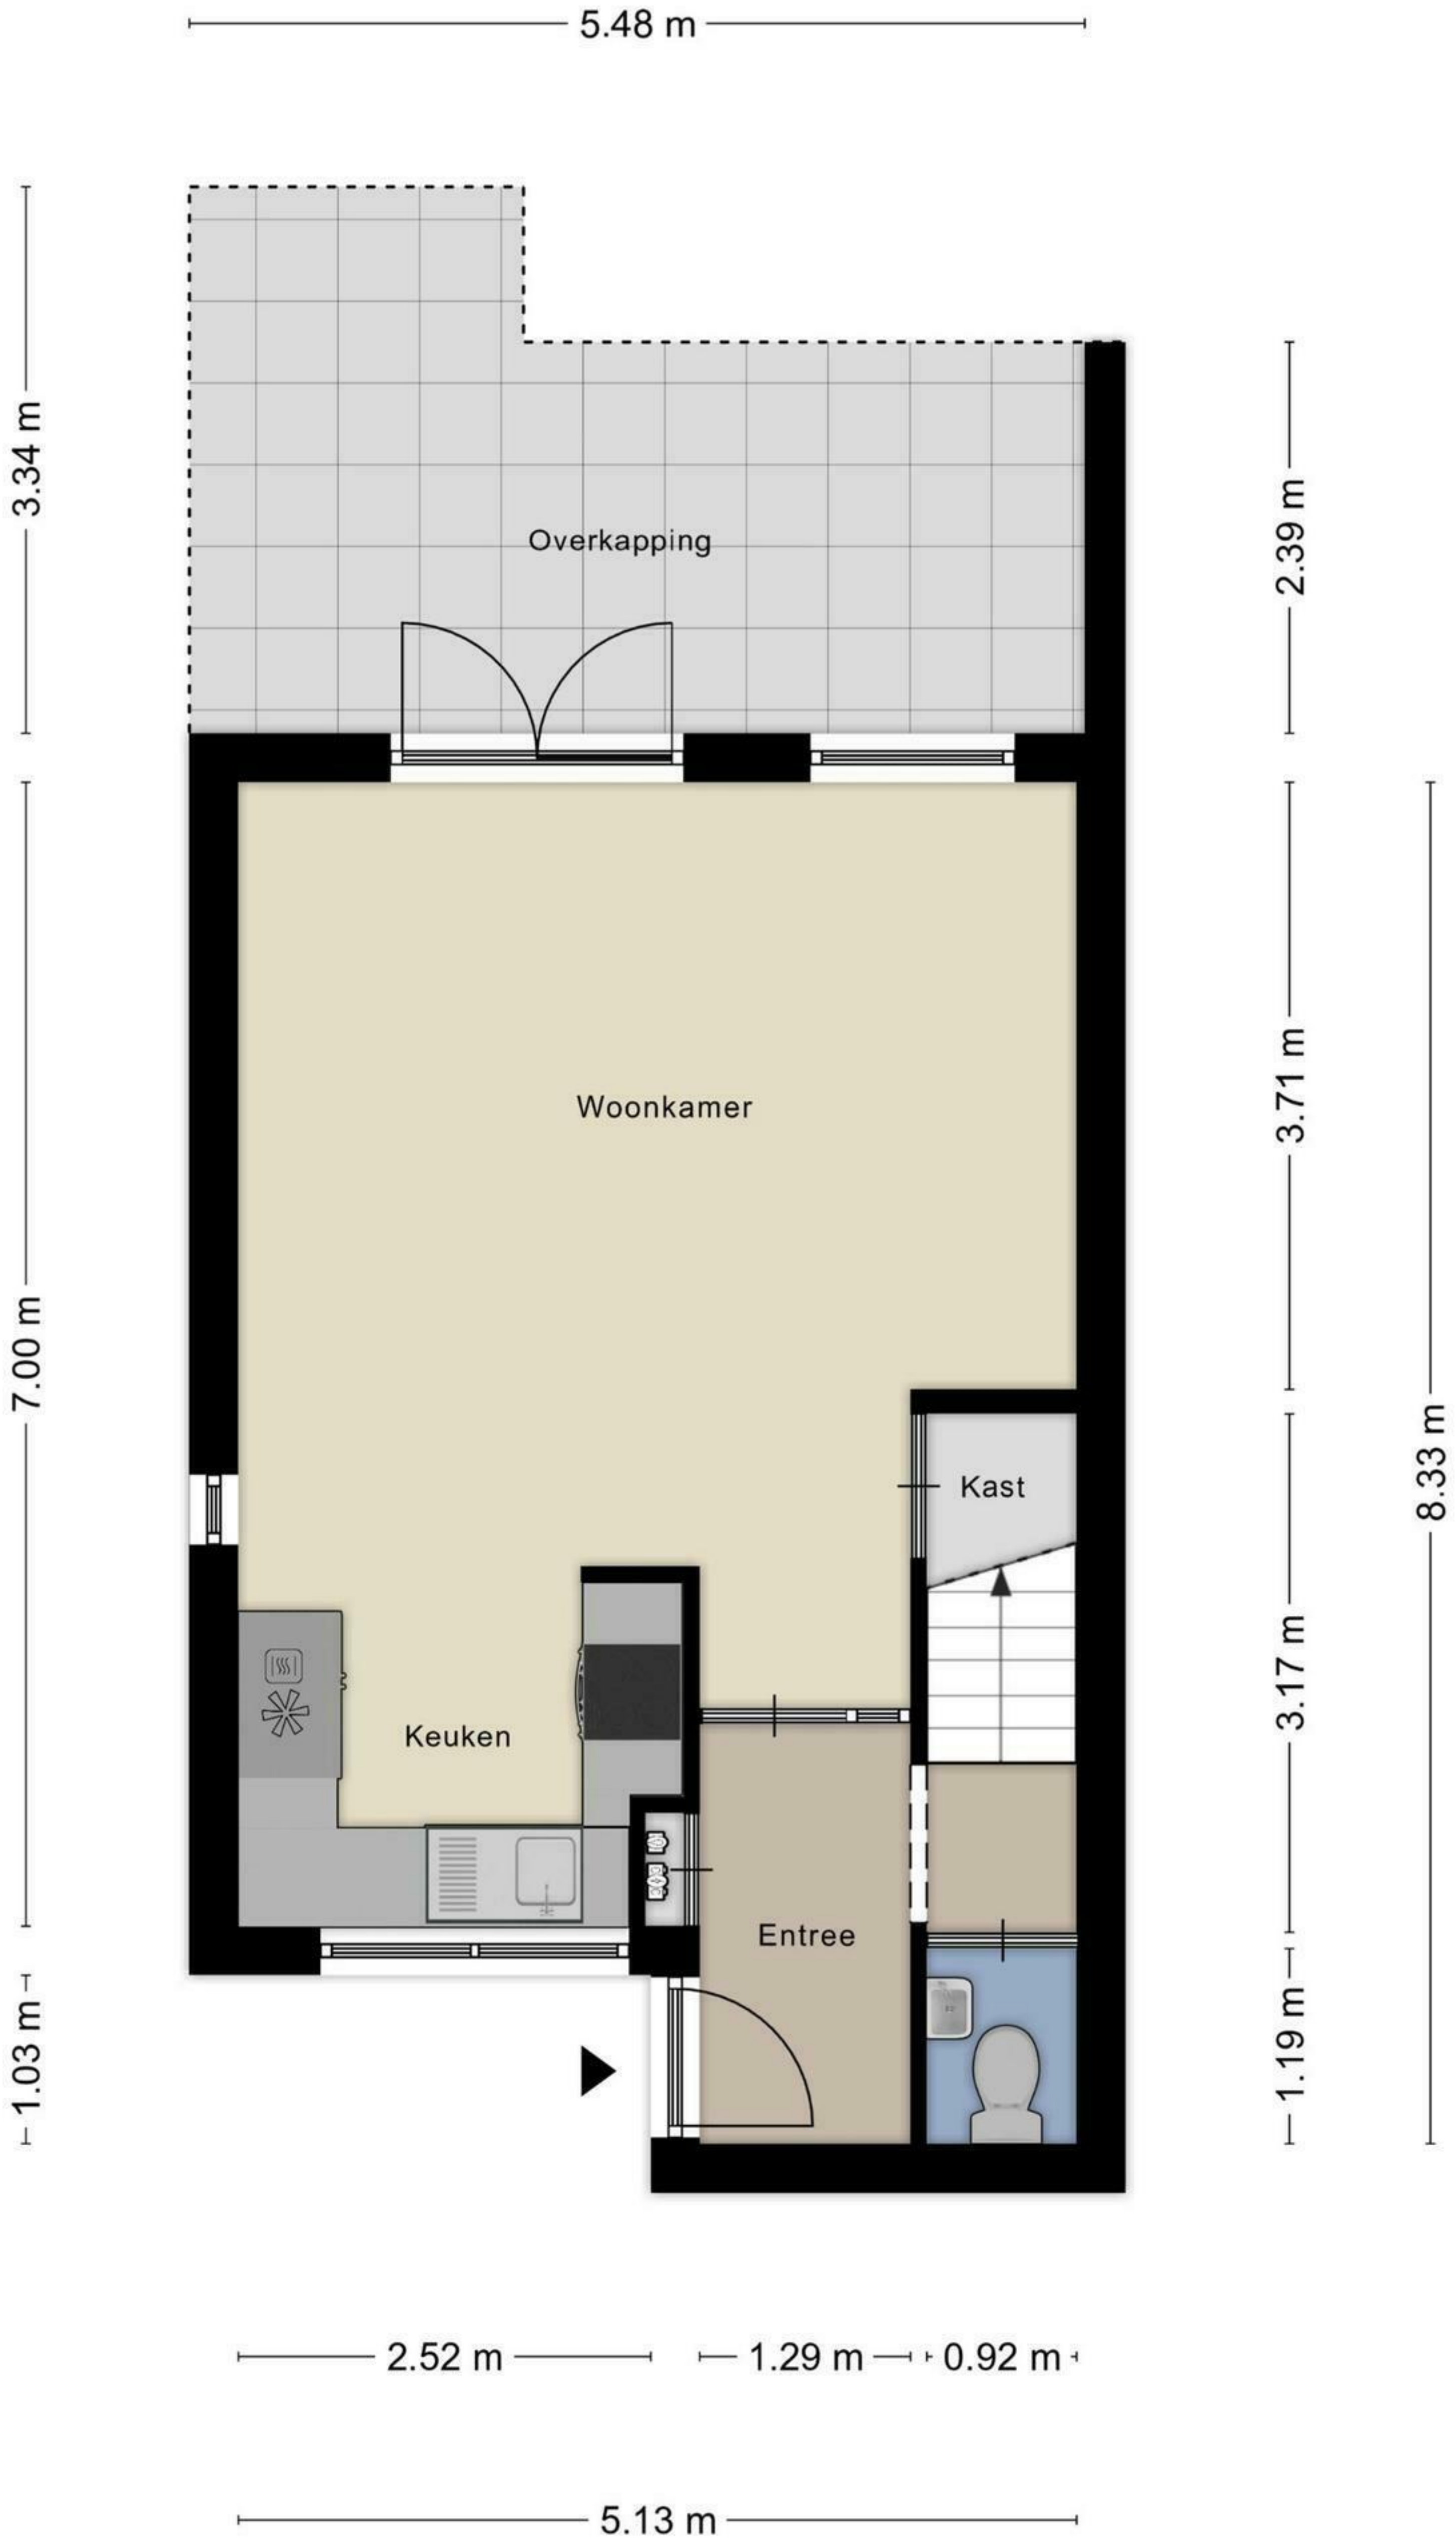 5.48 m
3.34 m
2.39 m
Overkapping
3.71 m
Woonkamer
7.00 m
8.33 m
Kast
3.17 m
Keuken
Entree
1.03 m
1.19 m
2.52 m
1.29 m
0.92 m
5.13 m